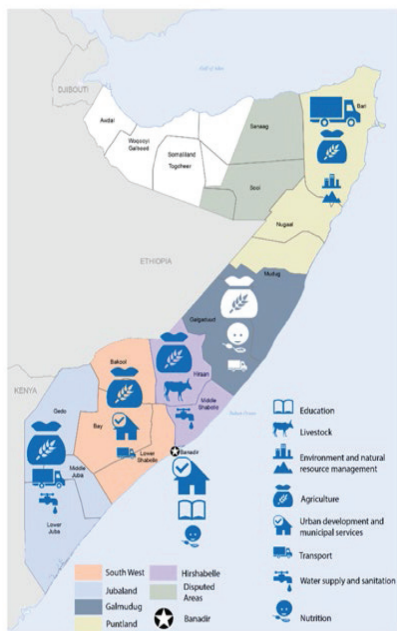 Gulf of Aden
DJIBOUTI
Awdal
Woqooyi
Galbeed
Somaliland
Togdheer
Sanaag
Sool
Bari
Nugaal
Mudug
ETHIOPIA
Galgaduud
Bakool
Hiraan
KENYA
Gedo
Bay
Middle
Shabelle
Indian Ocean
Lower
Shabelle
Banadir
Middle
Juba
Lower
Juba
Education
Livestock
Environment and natural
resource management
Agriculture
Urban development and
municipal services
Transport
Water supply and sanitation
Nutrition
South West
Jubaland
Galmudug
Puntland
Hirshabelle
Disputed
Areas
Banadir